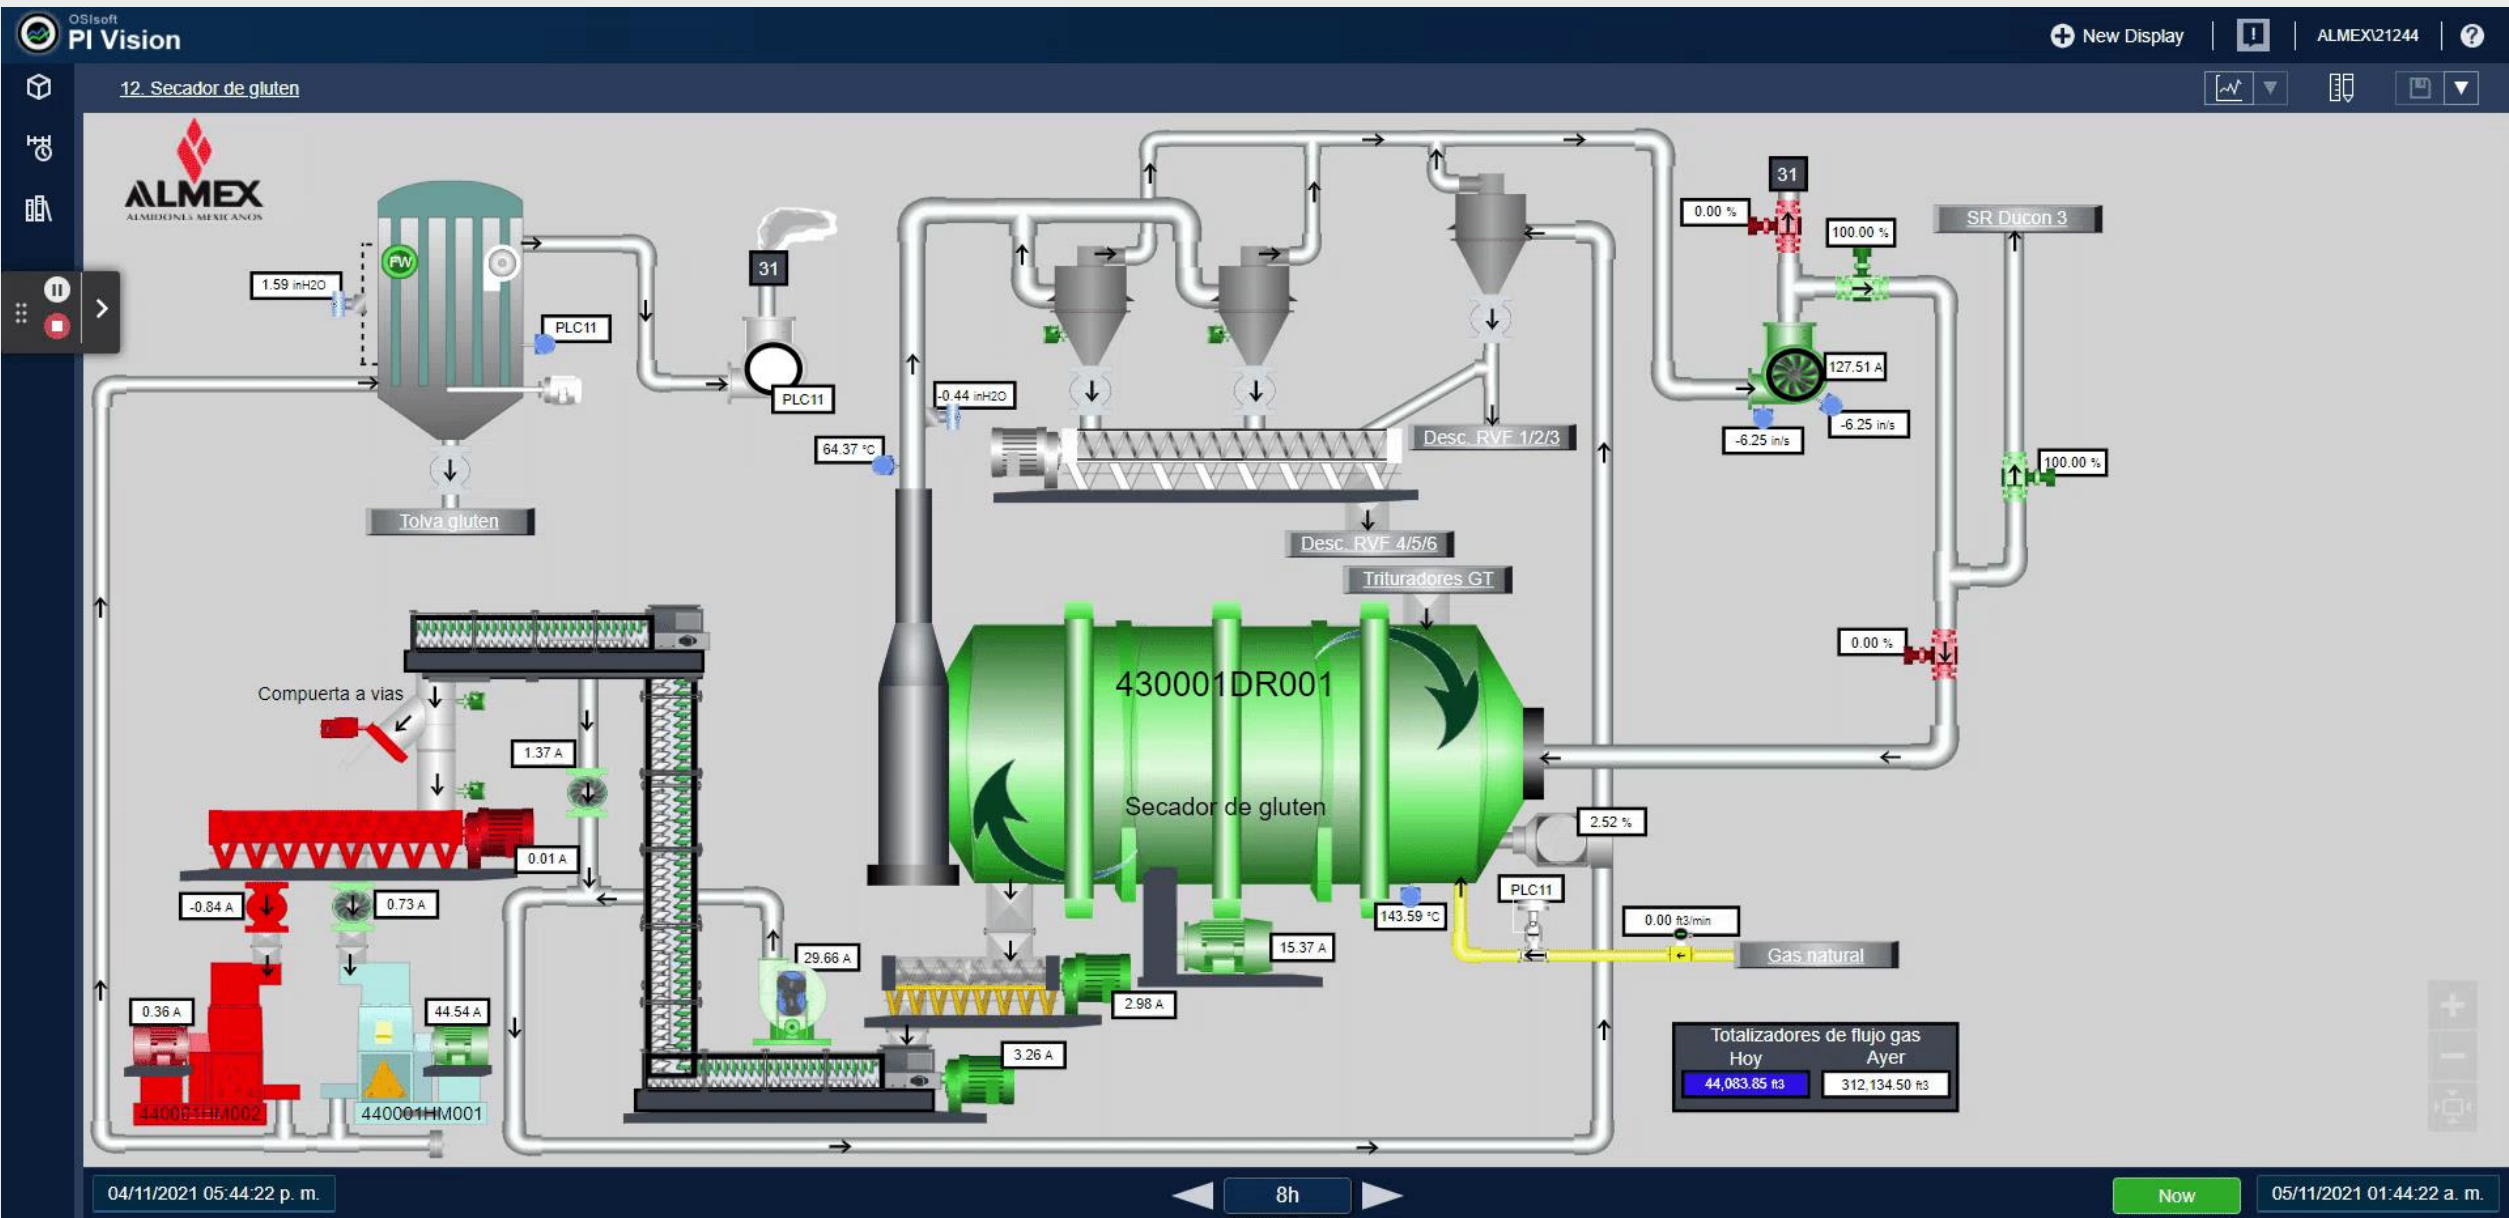 OSIsoft
PI Vision
New Display
ALMEX\21244
12. Secador de gluten
ALMEX
ALMIDONES MEXICANOS
31
0.00 %
SR Ducon 3
100.00 %
FW
31
1.59 inH2O
PLC11
127.51 A
PLC11
-0.44 inH2O
-6.25 in/s
-6.25 in/s
64.37 °C
Desc. RVF 1/2/3
100.00 %
Tolva gluten
Desc. RVF 4/5/6
Trituradores GT
0.00 %
430001DR001
Compuerta a vias
1.37 A
Secador de gluten
2.52 %
0.01 A
-0.84 A
0.73 A
PLC11
143.59 °C
0.00 ft3/min
29.66 A
15.37 A
Gas natural
2.98 A
0.36 A
44.54 A
3.26 A
Totalizadores de flujo gas
Hoy Ayer
44,083.85 ft3 312,134.50 ft3
440001HM002
440001HM001
04/11/2021 05:44:22 p. m.
8h
Now
05/11/2021 01:44:22 a. m.